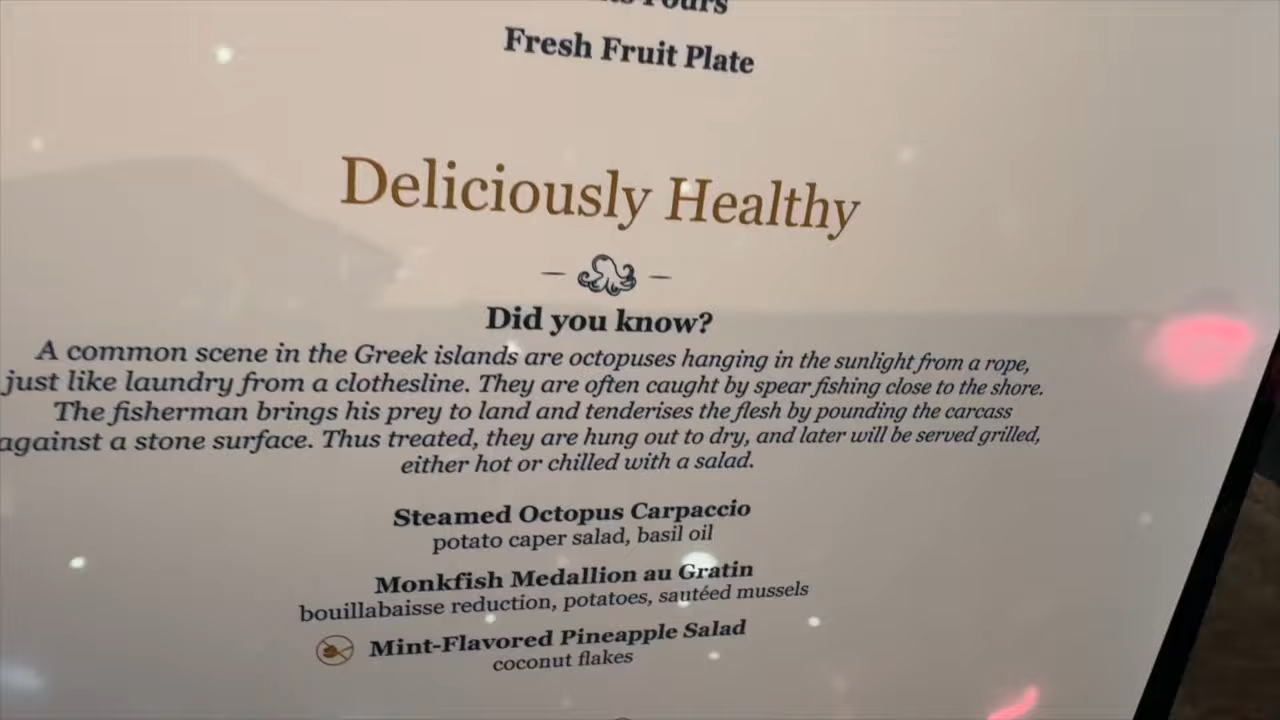 Fresh Fruit Plate
Deliciously Healthy
Did you know?
A common scene in the Greek islands are octopuses hanging in the sunlight from a rope,
just like laundry from a clothesline. They are often caught by spear fishing close to the shore.
The fisherman brings his prey to land and tenderises the flesh by pounding the carcass
against a stone surface. Thus treated, they are hung out to dry, and later will be served grilled,
either hot or chilled with a salad.
Steamed Octopus Carpaccio
potato caper salad, basil oil
Monkfish Medallion au Gratin
bouillabaisse reduction, potatoes, sautéed mussels
Mint-Flavored Pineapple Salad
coconut flakes